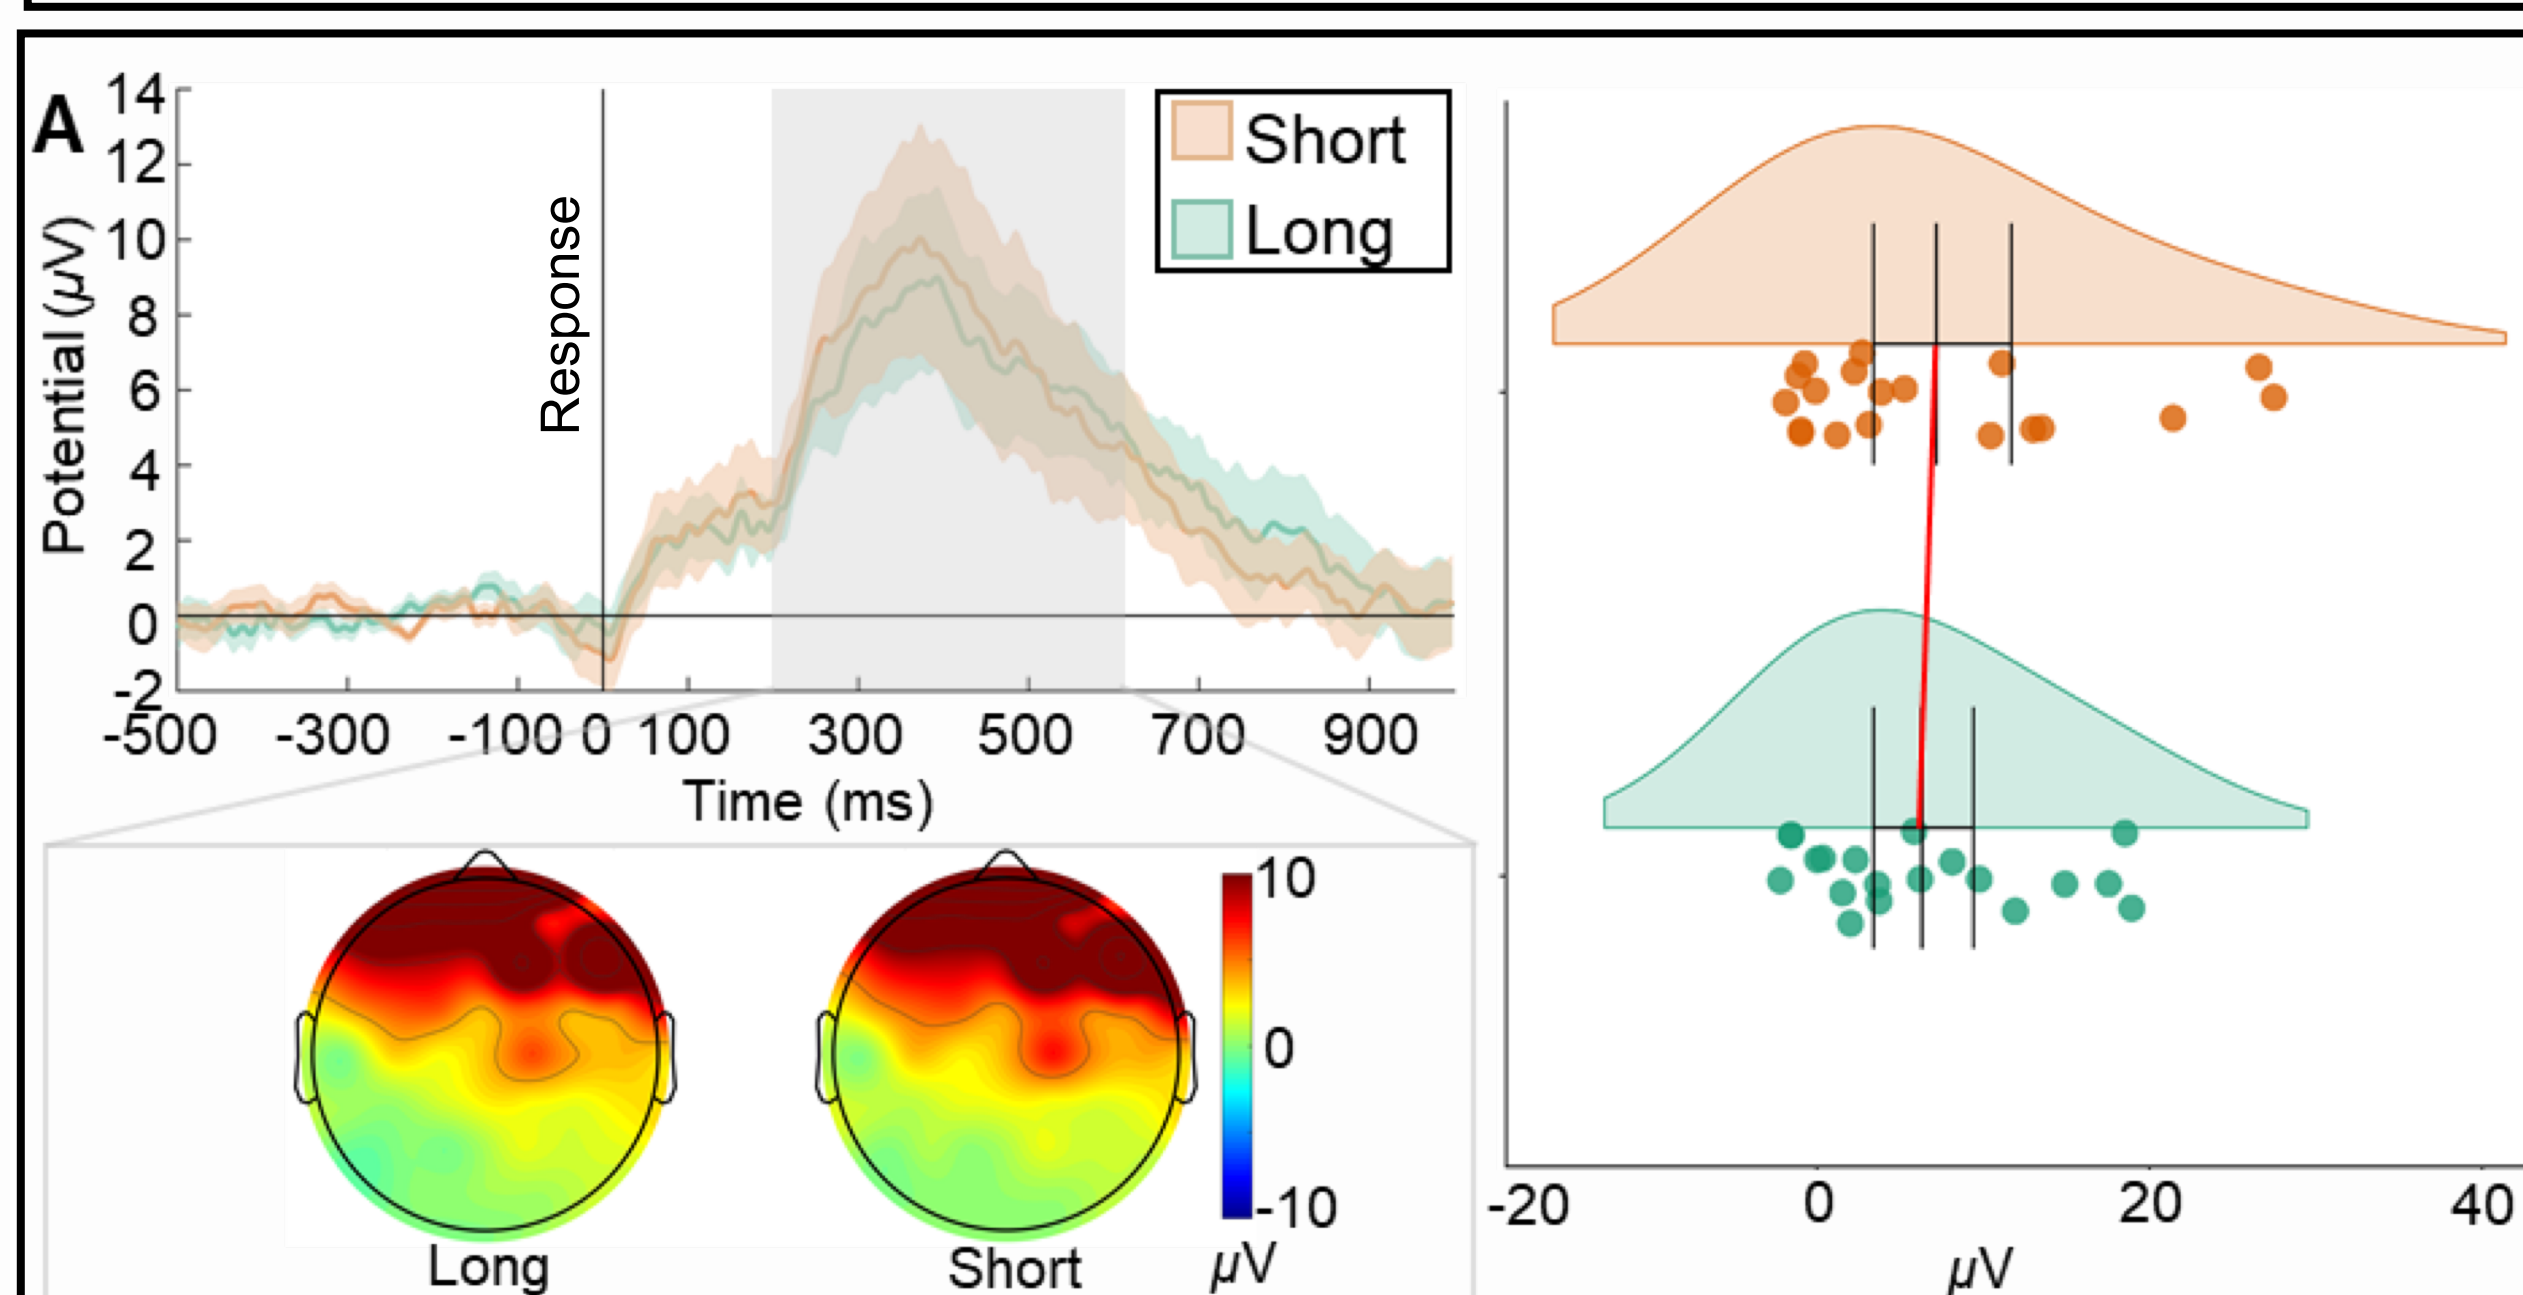 A
14
12
10
8
6
4
2
0
-2
Potential (µV)
Response
Short
Long
-500 -300 -100 0 100 300 500 700 900
Time (ms)
10
0
-10
µV
Long Short
-20 0 20 40
µV